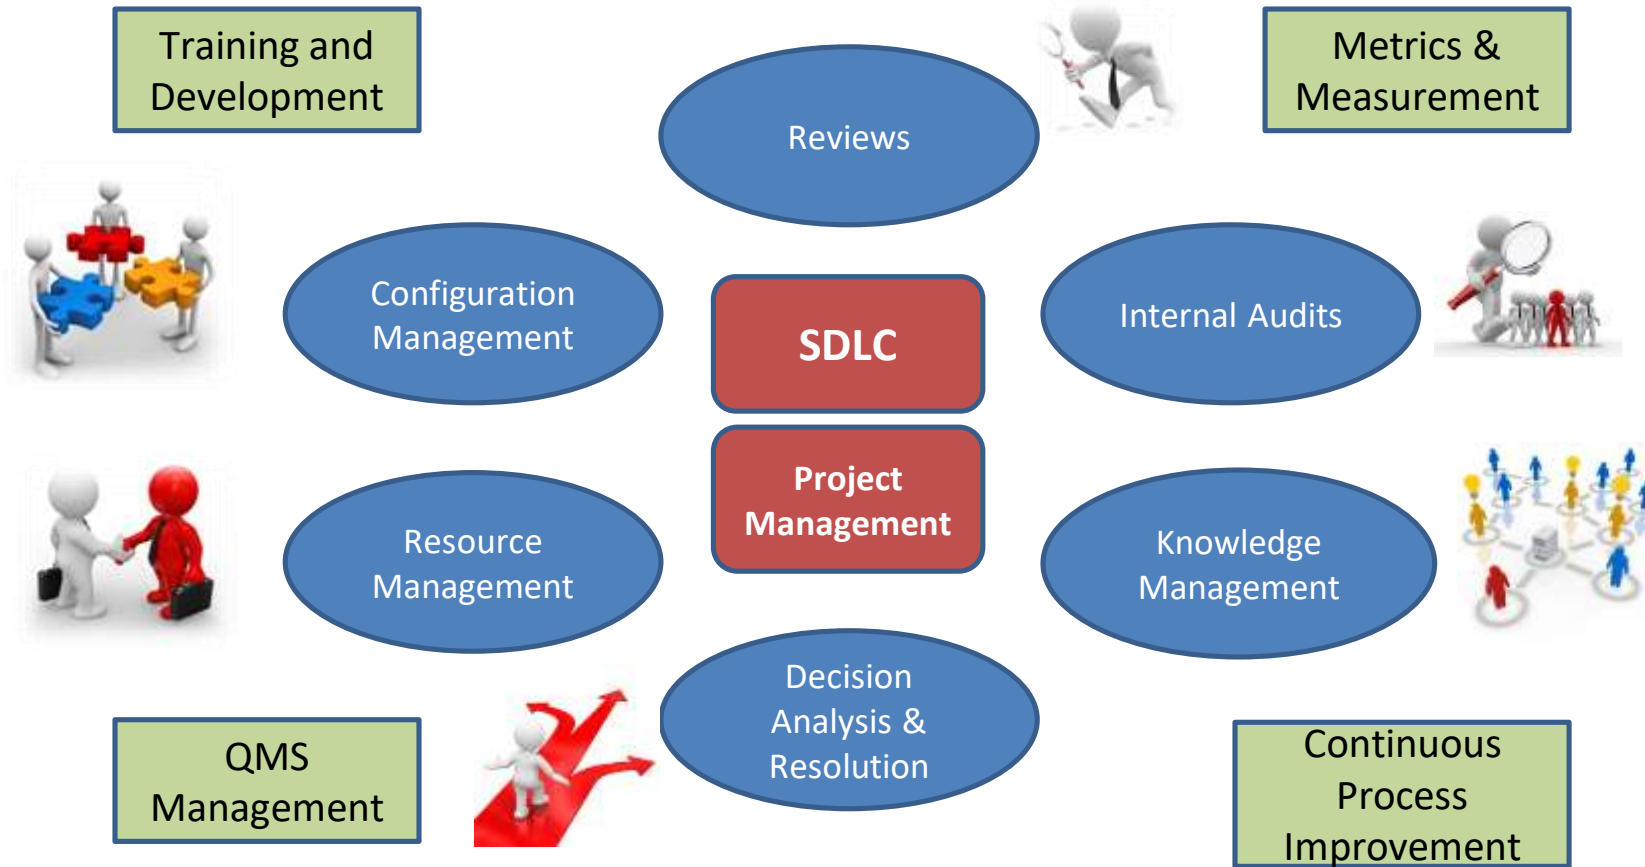 Training and
Development
Metrics &
Measurement
Reviews
Configuration
Management
SDLC
Internal Audits
Project
Management
Resource
Management
Knowledge
Management
Decision
Analysis &
Resolution
QMS
Management
Continuous
Process
Improvement